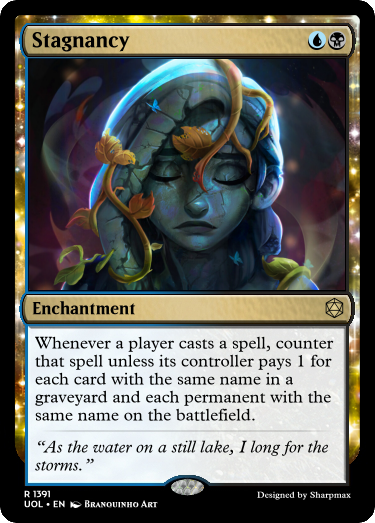 Stagnancy
Enchantment
Whenever a player casts a spell, counter
that spell unless its controller pays 1 for
each card with the same name in a
graveyard and each permanent with the
same name on the battlefield.
“As the water on a still lake, I long for the
storms.”
R 1391
UOL • EN Branquinho Art
Designed by Sharpmax